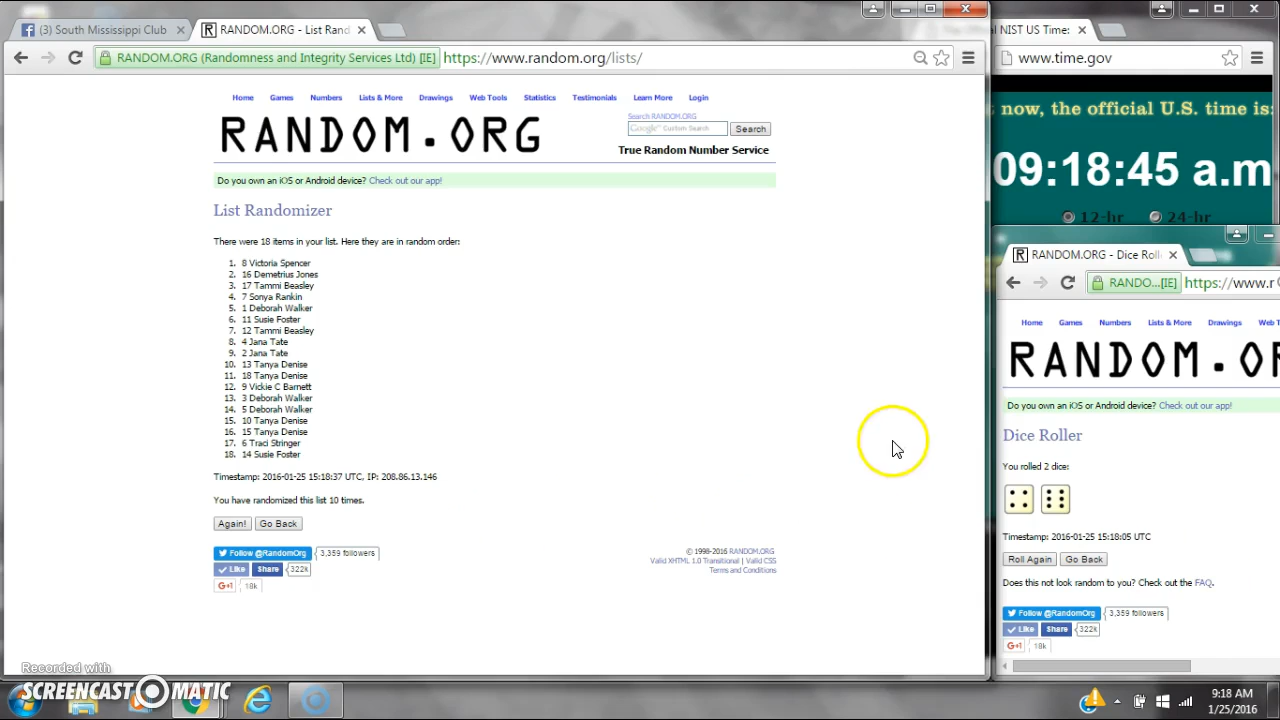 (3) South Mississippi Club
RANDOM.ORG - List Rand
RANDOM.ORG (Randomness and Integrity Services Ltd) [IE]
https://www.random.org/lists/
Home Games Numbers Lists & More Drawings Web Tools Statistics Testimonials Learn More Login
RANDOM.ORG
Search RANDOM.ORG
Google Custom Search
Search
True Random Number Service
Do you own an iOS or Android device? Check out our app!
List Randomizer
There were 18 items in your list. Here they are in random order:
1. 8 Victoria Spencer
2. 16 Demetrius Jones
3. 17 Tammi Beasley
4. 7 Sonya Rankin
5. 1 Deborah Walker
6. 11 Susie Foster
7. 12 Tammi Beasley
8. 4 Jana Tate
9. 2 Jana Tate
10. 13 Tanya Denise
11. 18 Tanya Denise
12. 9 Vickie C Barnett
13. 3 Deborah Walker
14. 5 Deborah Walker
15. 10 Tanya Denise
16. 15 Tanya Denise
17. 6 Traci Stringer
18. 14 Susie Foster
Timestamp: 2016-01-25 15:18:37 UTC, IP: 208.86.13.146
You have randomized this list 10 times.
Again! Go Back
Follow @RandomOrg 3,359 followers
Like Share 322k
G+1 18k
© 1998-2016 RANDOM.ORG
Valid XHTML 1.0 Transitional | Valid CSS
Terms and Conditions
NIST US Time:
www.time.gov
now, the official U.S. time is:
09:18:45 a.m
12-hr 24-hr
RANDOM.ORG - Dice Roll
RANDO...[IE] https://www.r
Home Games Numbers Lists & More Drawings Web T
RANDOM.OR
Do you own an iOS or Android device? Check out our app!
Dice Roller
You rolled 2 dice:
Timestamp: 2016-01-25 15:18:05 UTC
Roll Again Go Back
Does this not look random to you? Check out the FAQ.
Follow @RandomOrg 3,359 followers
Like Share 322k
G+1 18k
Recorded with
SCREENCAST MATIC
9:18 AM
1/25/2016